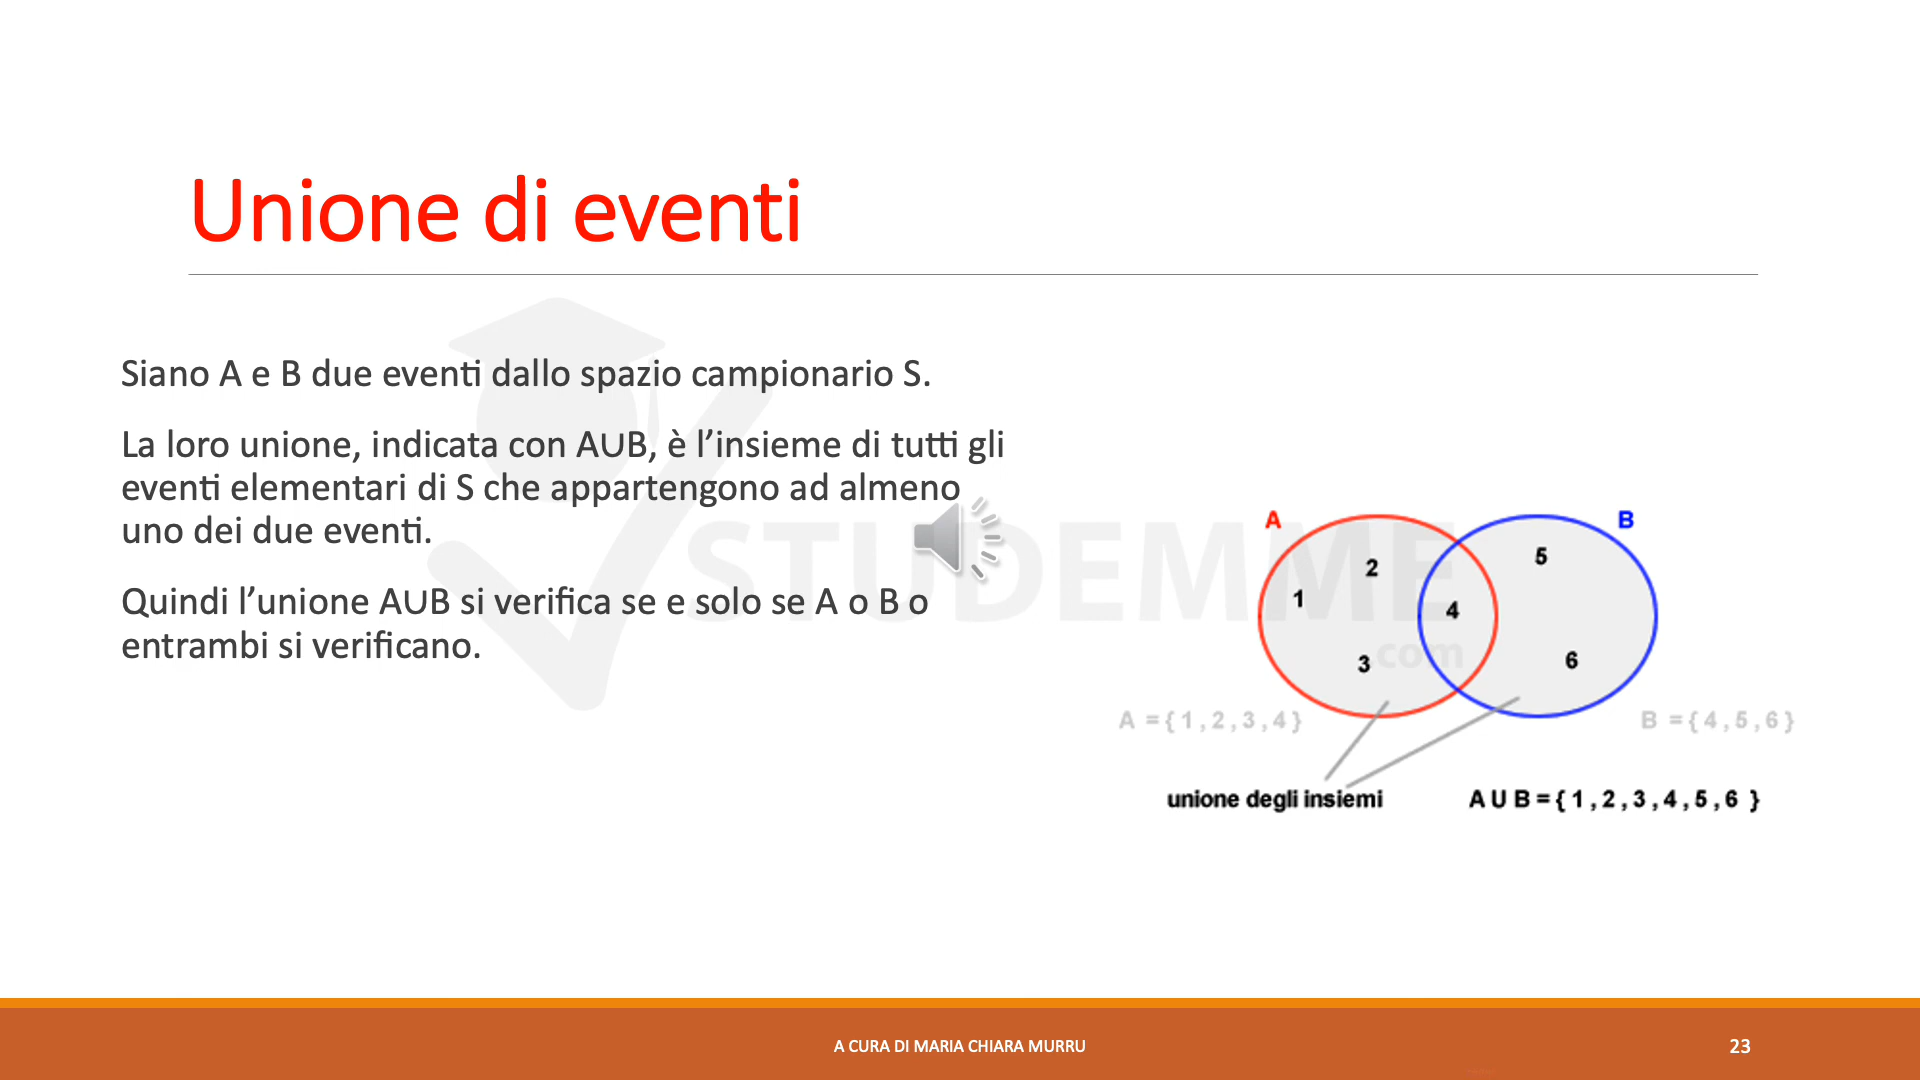 Unione di eventi
Siano A e B due eventi dallo spazio campionario S.
La loro unione, indicata con A∪B, è l’insieme di tutti gli
eventi elementari di S che appartengono ad almeno
uno dei due eventi.
Quindi l’unione A∪B si verifica se e solo se A o B o
entrambi si verificano.
STUDEMME
.com
A
B
2
5
1
4
3
6
A = { 1 , 2 , 3 , 4 }
B = { 4 , 5 , 6 }
unione degli insiemi
A U B = { 1 , 2 , 3 , 4 , 5 , 6 }
A CURA DI MARIA CHIARA MURRU
23